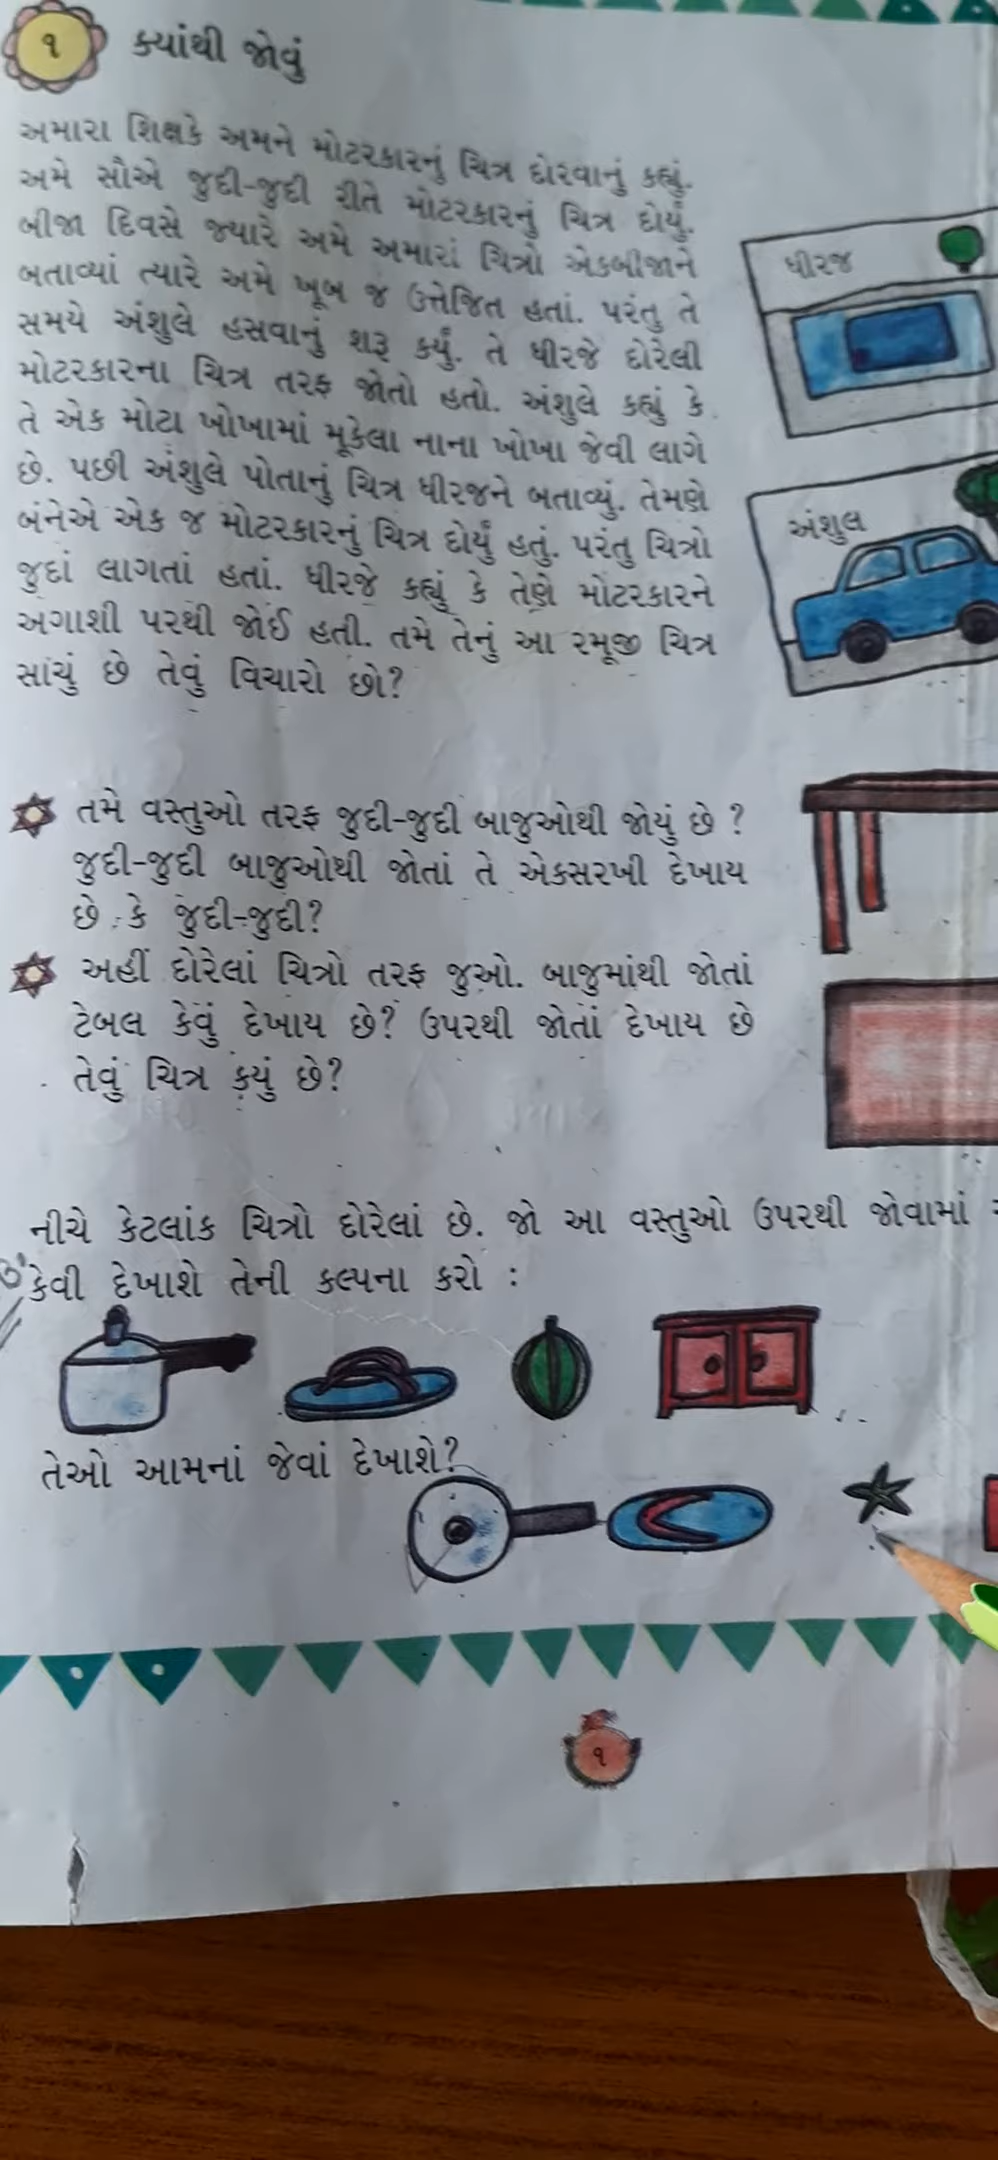 ૧ ક્યાંથી જોવું
અમારા શિક્ષકે અમને મોટરકારનું ચિત્ર દોરવાનું કહ્યું.
અમે સૌએ જુદી-જુદી રીતે મોટરકારનું ચિત્ર દોર્યું.
બીજા દિવસે જ્યારે અમે અમારાં ચિત્રો એકબીજાને
બતાવ્યાં ત્યારે અમે ખૂબ જ ઉત્તેજિત હતાં. પરંતુ તે
સમયે અંશુલે હસવાનું શરૂ કર્યું. તે ધીરજે દોરેલી
મોટરકારના ચિત્ર તરફ જોતો હતો. અંશુલે કહ્યું કે
તે એક મોટા ખોખામાં મૂકેલા નાના ખોખા જેવી લાગે
છે. પછી અંશુલે પોતાનું ચિત્ર ધીરજને બતાવ્યું. તેમણે
બંનેએ એક જ મોટરકારનું ચિત્ર દોર્યું હતું. પરંતુ ચિત્રો
જુદાં લાગતાં હતાં. ધીરજે કહ્યું કે તેણે મોટરકારને
અગાશી પરથી જોઈ હતી. તમે તેનું આ રમૂજી ચિત્ર
સાચું છે તેવું વિચારો છો?
ધીરજ
અંશુલ
તમે વસ્તુઓ તરફ જુદી-જુદી બાજુઓથી જોયું છે ?
જુદી-જુદી બાજુઓથી જોતાં તે એકસરખી દેખાય
છે કે જુદી-જુદી?
અહીં દોરેલાં ચિત્રો તરફ જુઓ. બાજુમાંથી જોતાં
ટેબલ કેવું દેખાય છે? ઉપરથી જોતાં દેખાય છે
તેવું ચિત્ર કયું છે?
નીચે કેટલાંક ચિત્રો દોરેલાં છે. જો આ વસ્તુઓ ઉપરથી જોવામાં
કેવી દેખાશે તેની કલ્પના કરો :
તેઓ આમનાં જેવાં દેખાશે?
૧